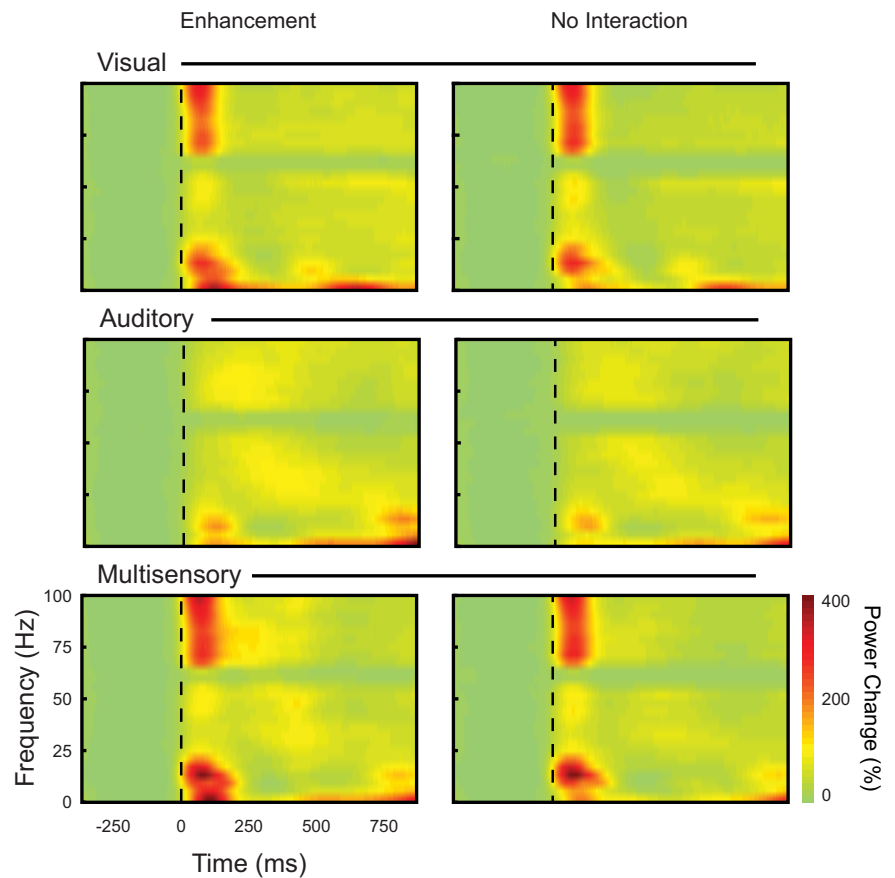 Enhancement
No Interaction
Visual
Auditory
Multisensory
100
75
50
25
0
Frequency (Hz)
-250
0
250
500
750
Time (ms)
400
200
0
Power Change (%)